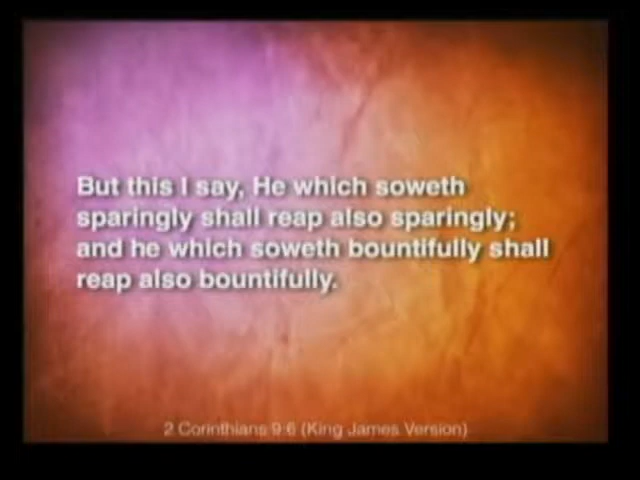 But this I say, He which soweth
sparingly shall reap also sparingly;
and he which soweth bountifully shall
reap also bountifully.
2 Corinthians 9:6 (King James Version)